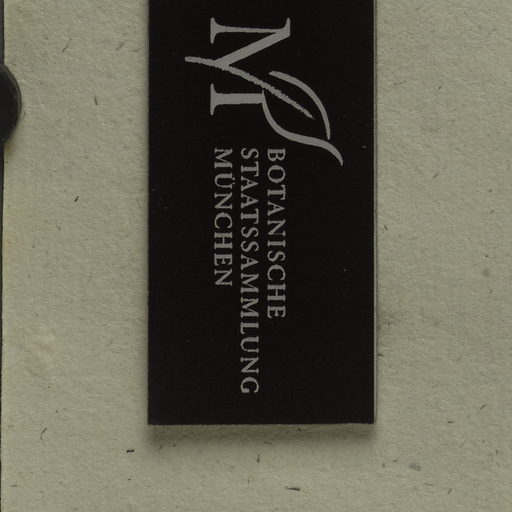 M
BOTANISCHE
STAATSSAMMLUNG
MÜNCHEN